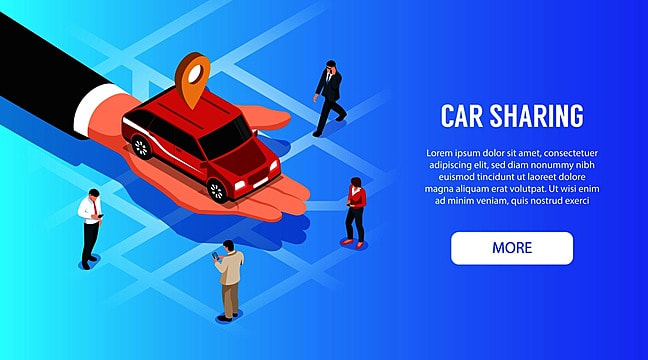 CAR SHARING
Lorem ipsum dolor sit amet, consectetuer
adipiscing elit, sed diam nonummy nibh
euismod tincidunt ut laoreet dolore
magna aliquam erat volutpat. Ut wisi enim
ad minim veniam, quis nostrud exerci
MORE